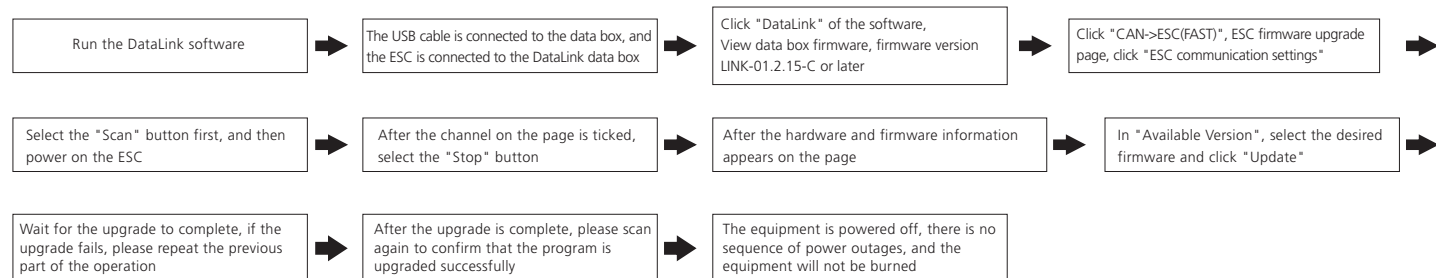 Run the DataLink software
The USB cable is connected to the data box, and
the ESC is connected to the DataLink data box
Click "DataLink" of the software,
View data box firmware, firmware version
LINK-01.2.15-C or later
Click "CAN->ESC(FAST)", ESC firmware upgrade
page, click "ESC communication settings"
Select the "Scan" button first, and then
power on the ESC
After the channel on the page is ticked,
select the "Stop" button
After the hardware and firmware information
appears on the page
In "Available Version", select the desired
firmware and click "Update"
Wait for the upgrade to complete, if the
upgrade fails, please repeat the previous
part of the operation
After the upgrade is complete, please scan
again to confirm that the program is
upgraded successfully
The equipment is powered off, there is no
sequence of power outages, and the
equipment will not be burned